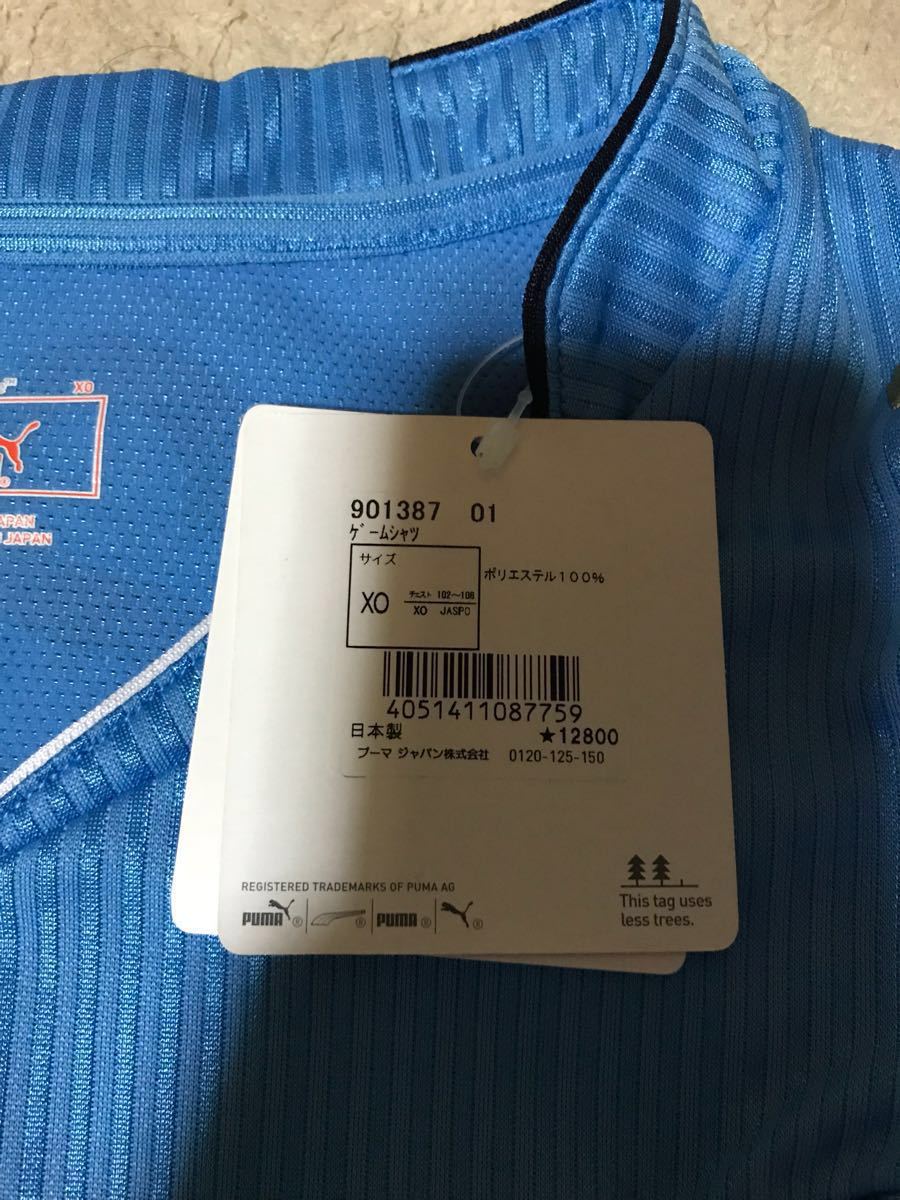 XO
APAN
JAPAN
901387 01
ゲームシャツ
サイズ
XO
チェスト 102～108
XO JASPO
ポリエステル100%
4051411087759
日本製 ★12800
プーマ ジャパン株式会社 0120-125-150
REGISTERED TRADEMARKS OF PUMA AG
PUMA® ® PUMA® ®
This tag uses
less trees.